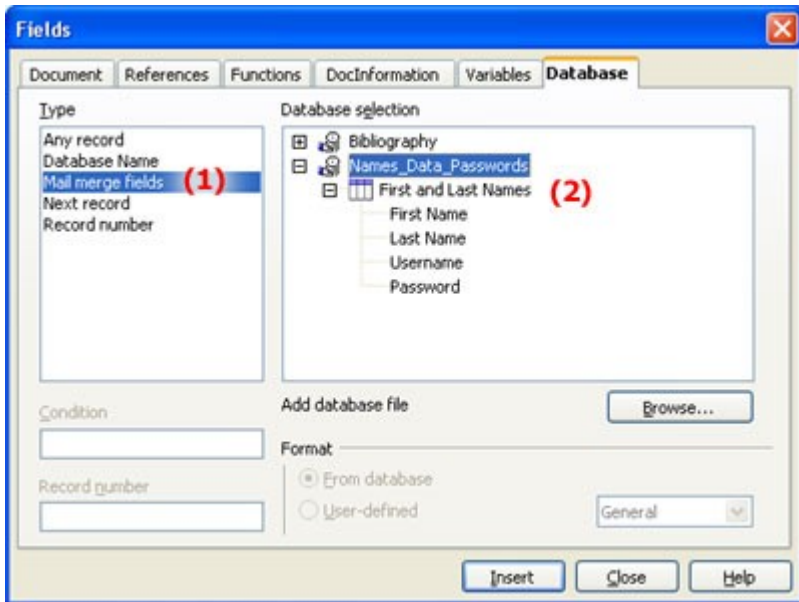 Fields
Document References Functions DocInformation Variables Database
Type
Any record
Database Name
Mail merge fields (1)
Next record
Record number
Database selection
Bibliography
Names_Data_Passwords
First and Last Names (2)
First Name
Last Name
Username
Password
Condition
Record number
Add database file Browse...
Format
From database
User-defined General
Insert Close Help